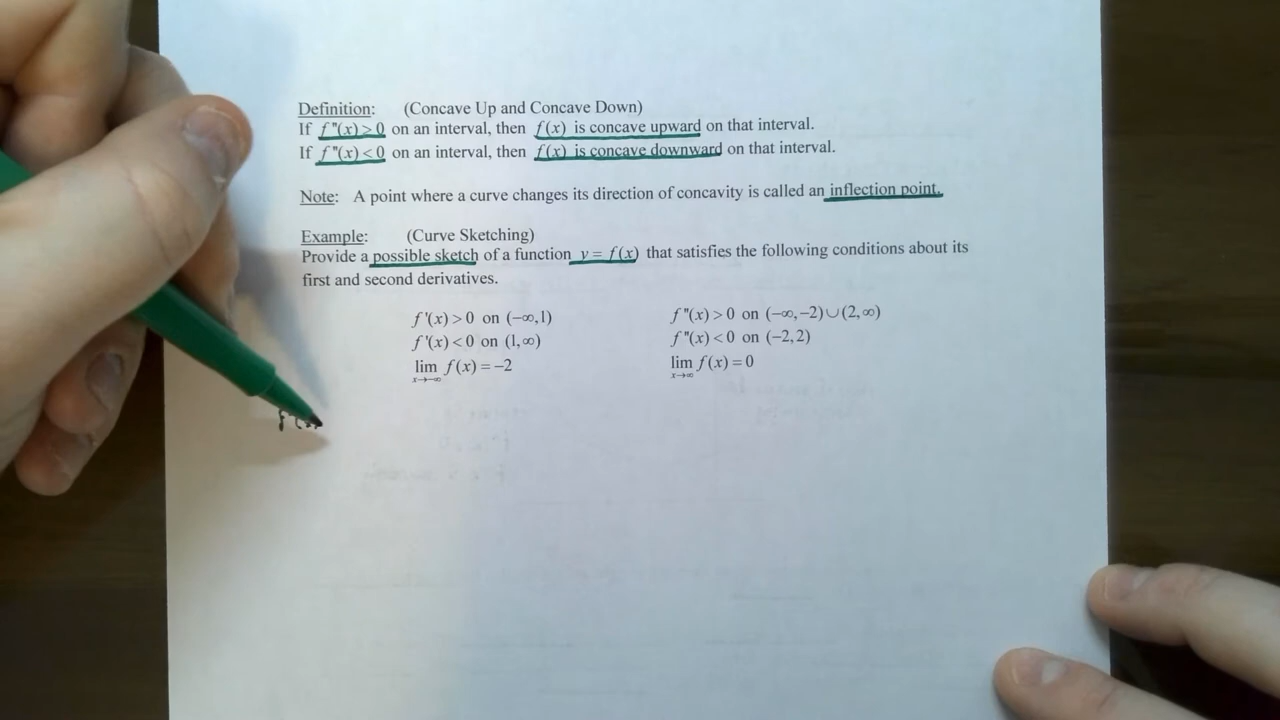 Definition: (Concave Up and Concave Down)
If f"(x)>0 on an interval, then f(x) is concave upward on that interval.
If f"(x)<0 on an interval, then f(x) is concave downward on that interval.
Note: A point where a curve changes its direction of concavity is called an inflection point.
Example: (Curve Sketching)
Provide a possible sketch of a function y = f(x) that satisfies the following conditions about its
first and second derivatives.
f'(x)>0 on (−∞,1)
f'(x)<0 on (1,∞)
lim f(x) = −2
x→−∞
f"(x)>0 on (−∞,−2)∪(2,∞)
f"(x)<0 on (−2,2)
lim f(x) = 0
x→∞